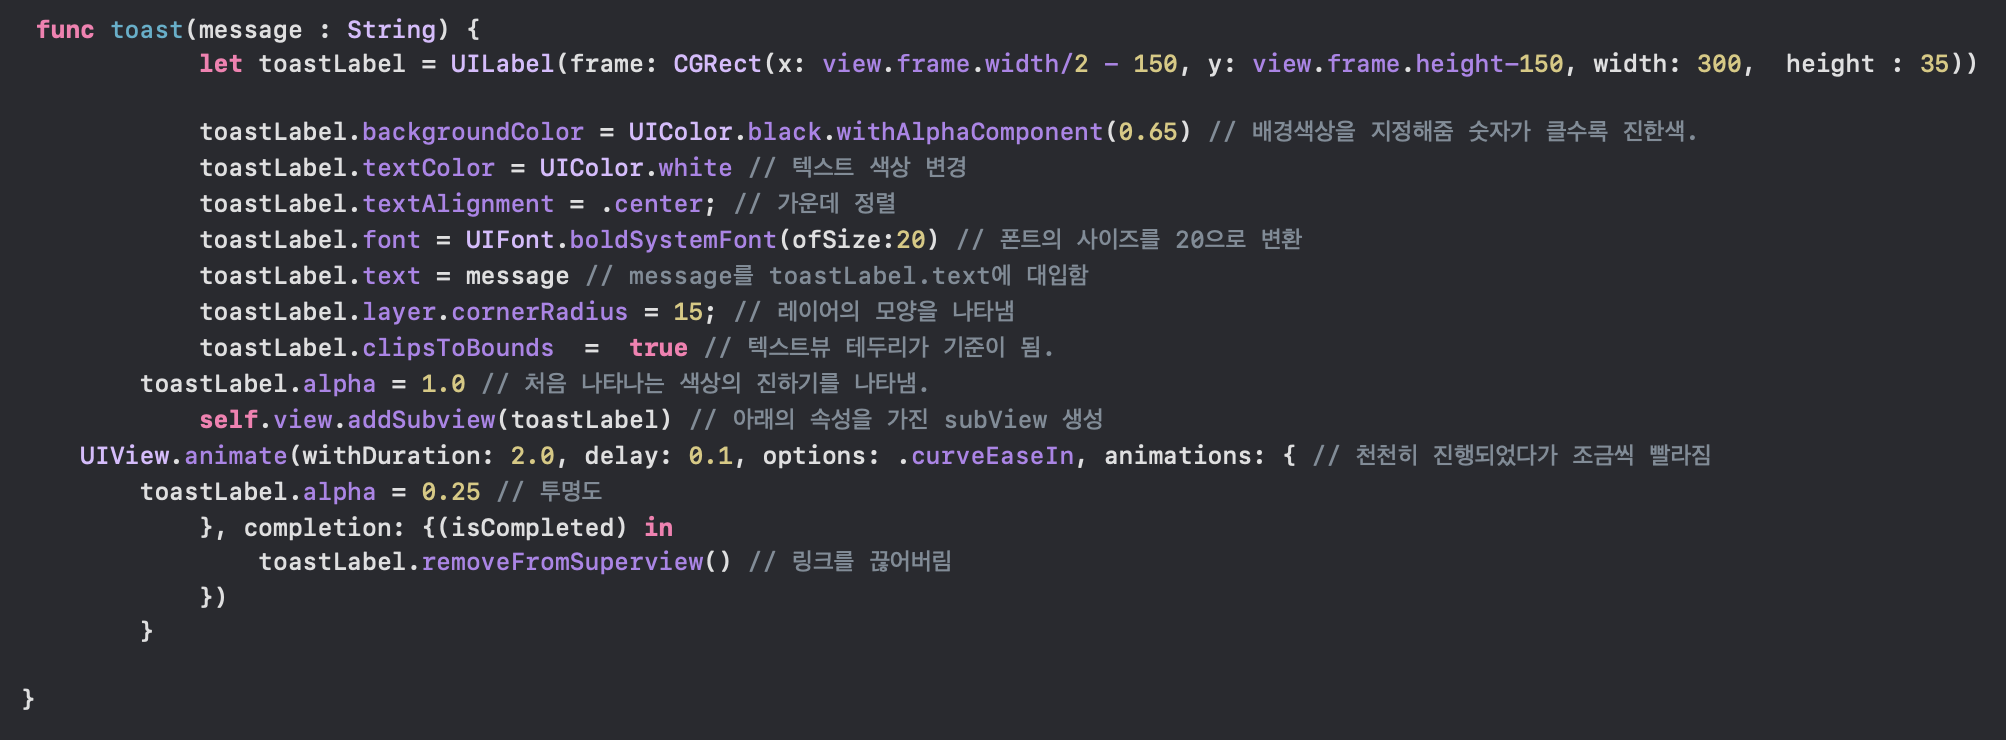 func toast(message : String) {
let toastLabel = UILabel(frame: CGRect(x: view.frame.width/2 - 150, y: view.frame.height-150, width: 300,  height : 35))
toastLabel.backgroundColor = UIColor.black.withAlphaComponent(0.65) // 배경색상을 지정해줌 숫자가 클수록 진한색.
toastLabel.textColor = UIColor.white // 텍스트 색상 변경
toastLabel.textAlignment = .center; // 가운데 정렬
toastLabel.font = UIFont.boldSystemFont(ofSize:20) // 폰트의 사이즈를 20으로 변환
toastLabel.text = message // message를 toastLabel.text에 대입함
toastLabel.layer.cornerRadius = 15; // 레이어의 모양을 나타냄
toastLabel.clipsToBounds  =  true // 텍스트뷰 테두리가 기준이 됨.
toastLabel.alpha = 1.0 // 처음 나타나는 색상의 진하기를 나타냄.
self.view.addSubview(toastLabel) // 아래의 속성을 가진 subView 생성
UIView.animate(withDuration: 2.0, delay: 0.1, options: .curveEaseIn, animations: { // 천천히 진행되었다가 조금씩 빨라짐
toastLabel.alpha = 0.25 // 투명도
}, completion: {(isCompleted) in
toastLabel.removeFromSuperview() // 링크를 끊어버림
})
}
}